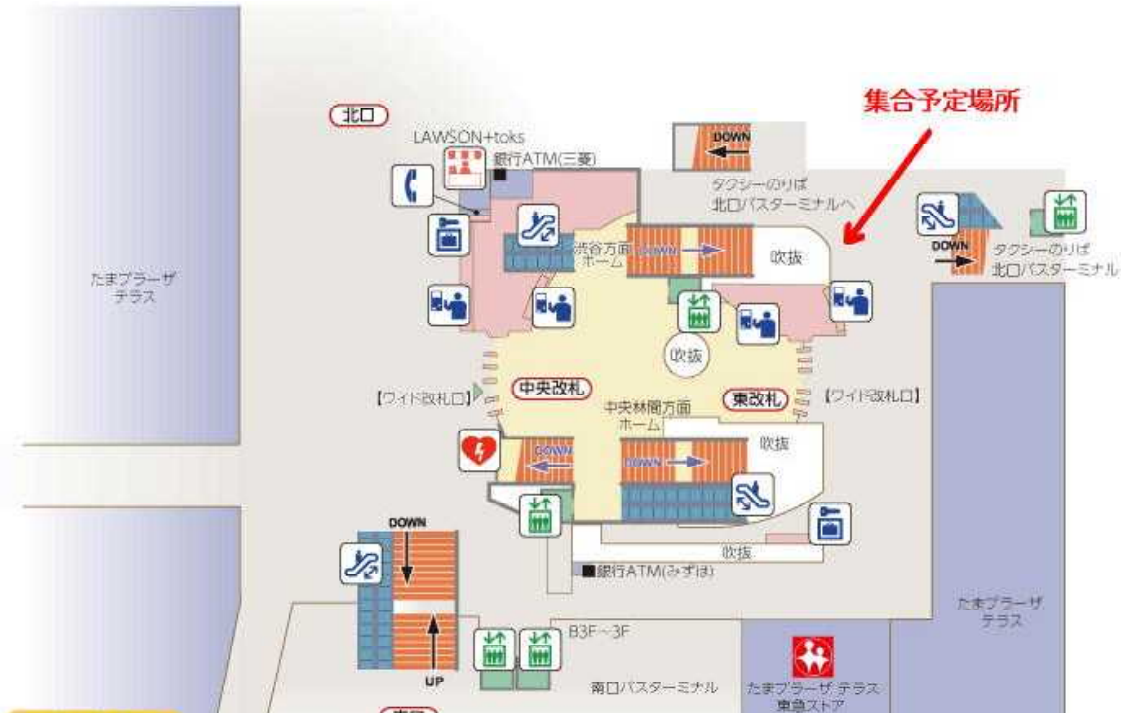 集合予定場所
北口
LAWSON+toks
銀行ATM(三菱)
DOWN
タクシーのりば
北口バスターミナルへ
渋谷方面
ホーム
DOWN
吹抜
DOWN
タクシーのりば
北口バスターミナル
たまプラーザ
テラス
吹抜
【ワイド改札口】
中央改札
東改札
【ワイド改札口】
中央林間方面
ホーム
吹抜
DOWN
DOWN
DOWN
吹抜
■銀行ATM(みずほ)
たまプラーザ
テラス
B3F～3F
UP
南口バスターミナル
たまプラーザ テラス
東急ストア